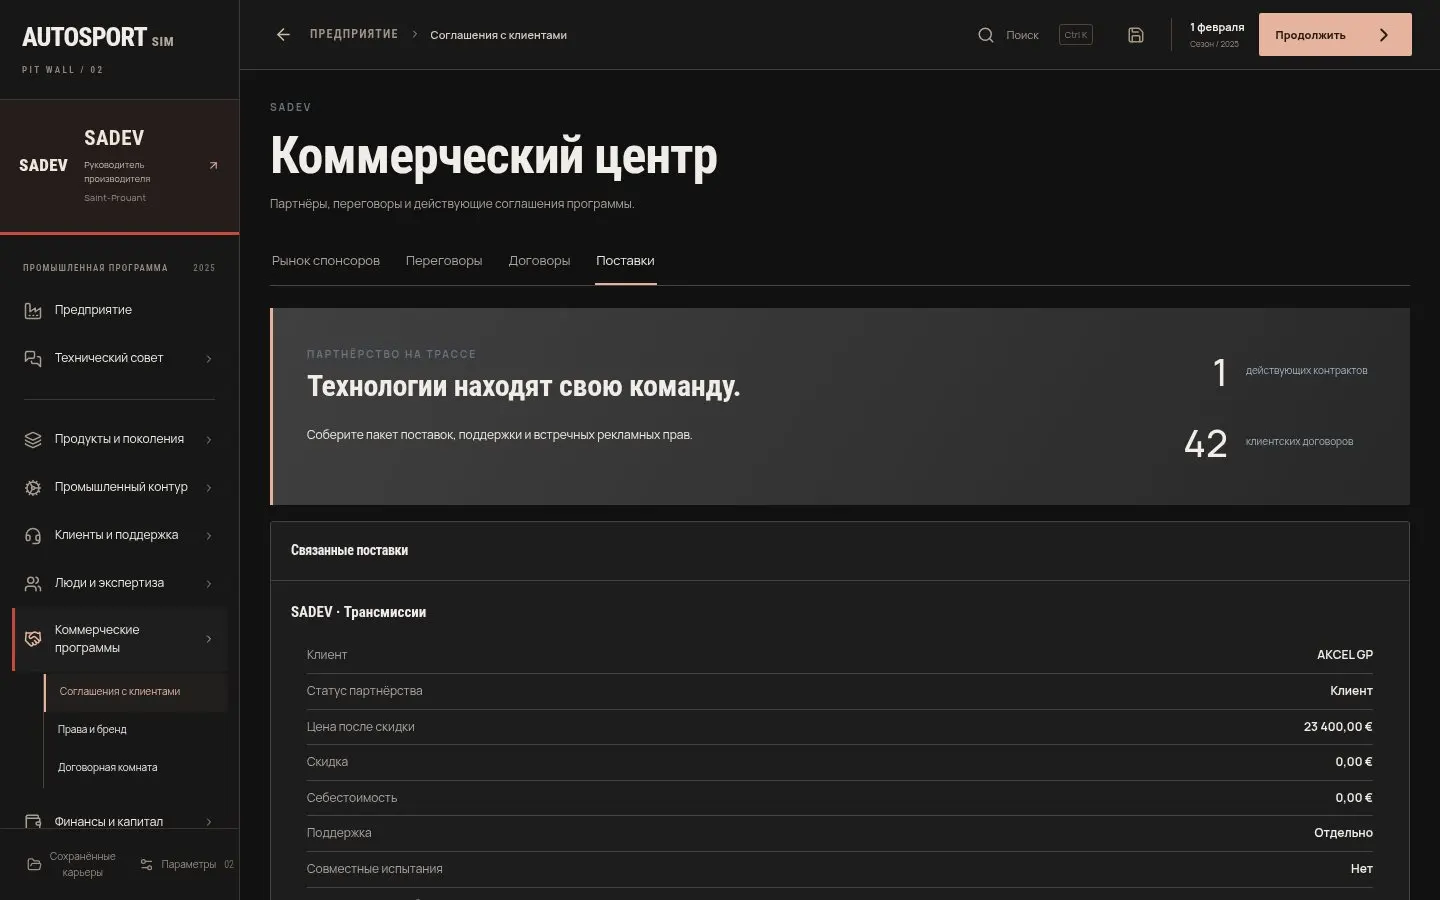 AUTOSPORT SIM
PIT WALL / 02
SADEV
SADEV
Руководитель
производителя
Saint-Prouant
ПРОМЫШЛЕННАЯ ПРОГРАММА 2025
Предприятие
Технический совет
Продукты и поколения
Промышленный контур
Клиенты и поддержка
Люди и экспертиза
Коммерческие
программы
Соглашения с клиентами
Права и бренд
Договорная комната
Финансы и капитал
Сохранённые
карьеры
Параметры 02
ПРЕДПРИЯТИЕ
Соглашения с клиентами
Поиск
Ctrl K
1 февраля
Сезон / 2025
Продолжить
SADEV
Коммерческий центр
Партнёры, переговоры и действующие соглашения программы.
Рынок спонсоров Переговоры Договоры Поставки
ПАРТНЁРСТВО НА ТРАССЕ
Технологии находят свою команду.
Соберите пакет поставок, поддержки и встречных рекламных прав.
1 действующих контрактов
42 клиентских договоров
Связанные поставки
SADEV · Трансмиссии
Клиент AKCEL GP
Статус партнёрства Клиент
Цена после скидки 23 400,00 €
Скидка 0,00 €
Себестоимость 0,00 €
Поддержка Отдельно
Совместные испытания Нет